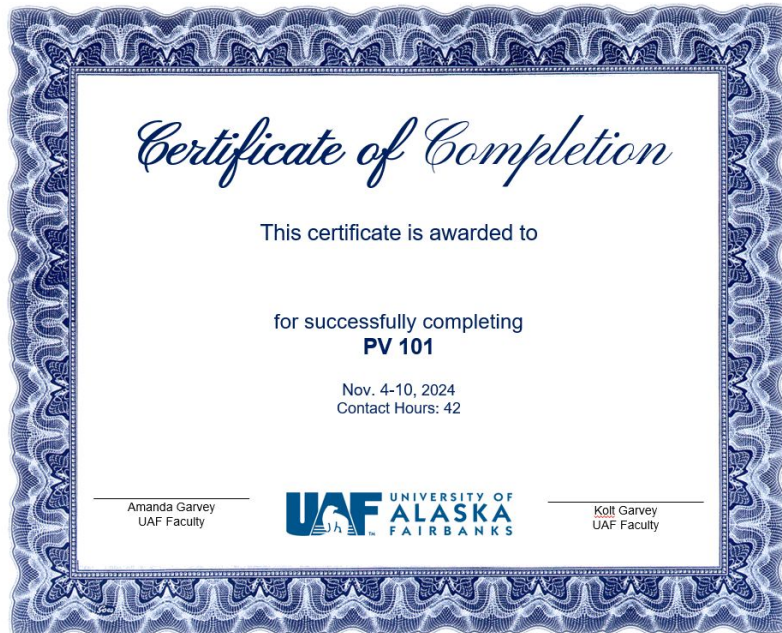 Certificate of Completion
This certificate is awarded to
for successfully completing
PV 101
Nov. 4-10, 2024
Contact Hours: 42
Amanda Garvey
UAF Faculty
UAF
UNIVERSITY OF
ALASKA
FAIRBANKS
Kolt Garvey
UAF Faculty